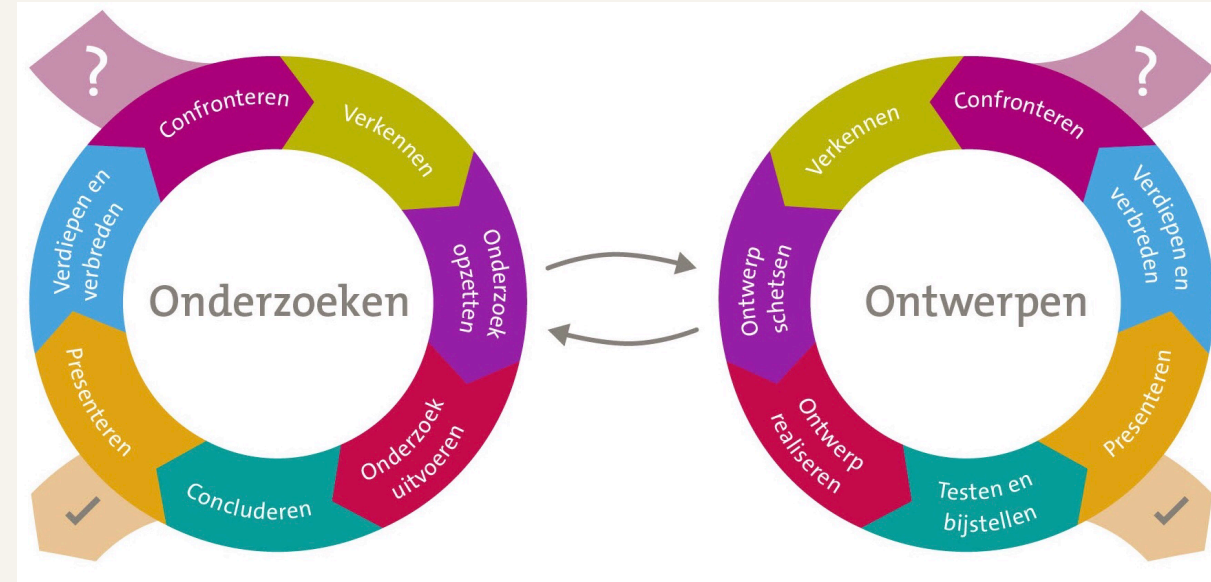 ?
Confronteren
Verkennen
Onderzoek
opzetten
Onderzoek
uitvoeren
Concluderen
Presenteren
Verdiepen en
verbreden
Onderzoeken
?
Confronteren
Verkennen
Ontwerp
schetsen
Ontwerp
realiseren
Testen en
bijstellen
Presenteren
Verdiepen en
verbreden
Ontwerpen